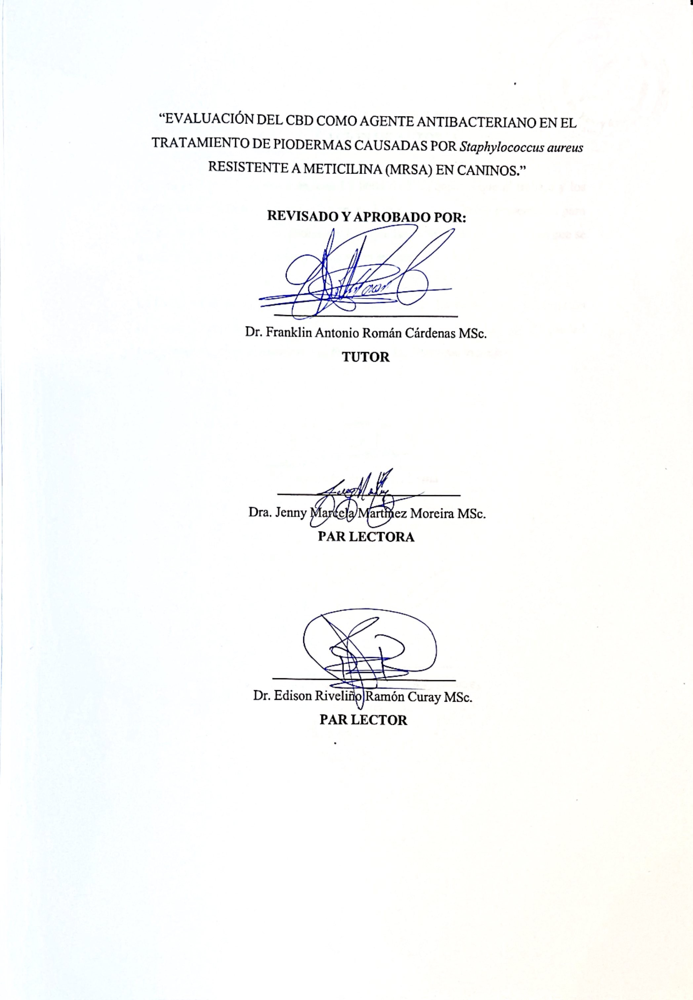 “EVALUACIÓN DEL CBD COMO AGENTE ANTIBACTERIANO EN EL
TRATAMIENTO DE PIODERMAS CAUSADAS POR Staphylococcus aureus
RESISTENTE A METICILINA (MRSA) EN CANINOS.”
REVISADO Y APROBADO POR:
Dr. Franklin Antonio Román Cárdenas MSc.
TUTOR
Dra. Jenny Marcela Martínez Moreira MSc.
PAR LECTORA
Dr. Edison Riveliño Ramón Curay MSc.
PAR LECTOR